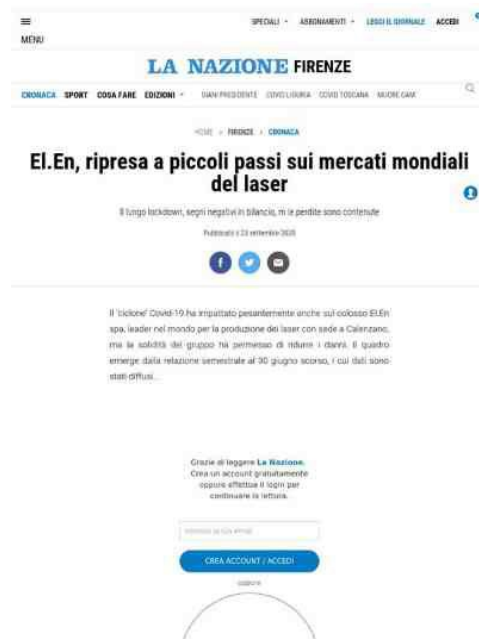 SPECIALI ABBONAMENTI LEGGI IL GIORNALE ACCEDI
MENU
LA NAZIONE FIRENZE
CRONACA SPORT COSA FARE EDIZIONI GIANI PRESIDENTE COVID LIGURIA COVID TOSCANA MUORE
HOME › FIRENZE › CRONACA
El.En, ripresa a piccoli passi sui mercati mondiali
del laser
Il lungo lockdown, segni negativi in bilancio, m le perdite sono contenute
Pubblicato il 23 settembre 2020
Il 'ciclone' Covid-19 ha impattato pesantemente anche sul colosso El.En
spa, leader nel mondo per la produzione dei laser con sede a Calenzano,
ma la solidità del gruppo ha permesso di ridurre i danni. Il quadro
emerge dalla relazione semestrale al 30 giugno scorso, i cui dati sono
stati diffusi...
Grazie di leggere La Nazione.
Crea un account gratuitamente
oppure effettua il login per
continuare la lettura.
CREA ACCOUNT / ACCEDI
oppure